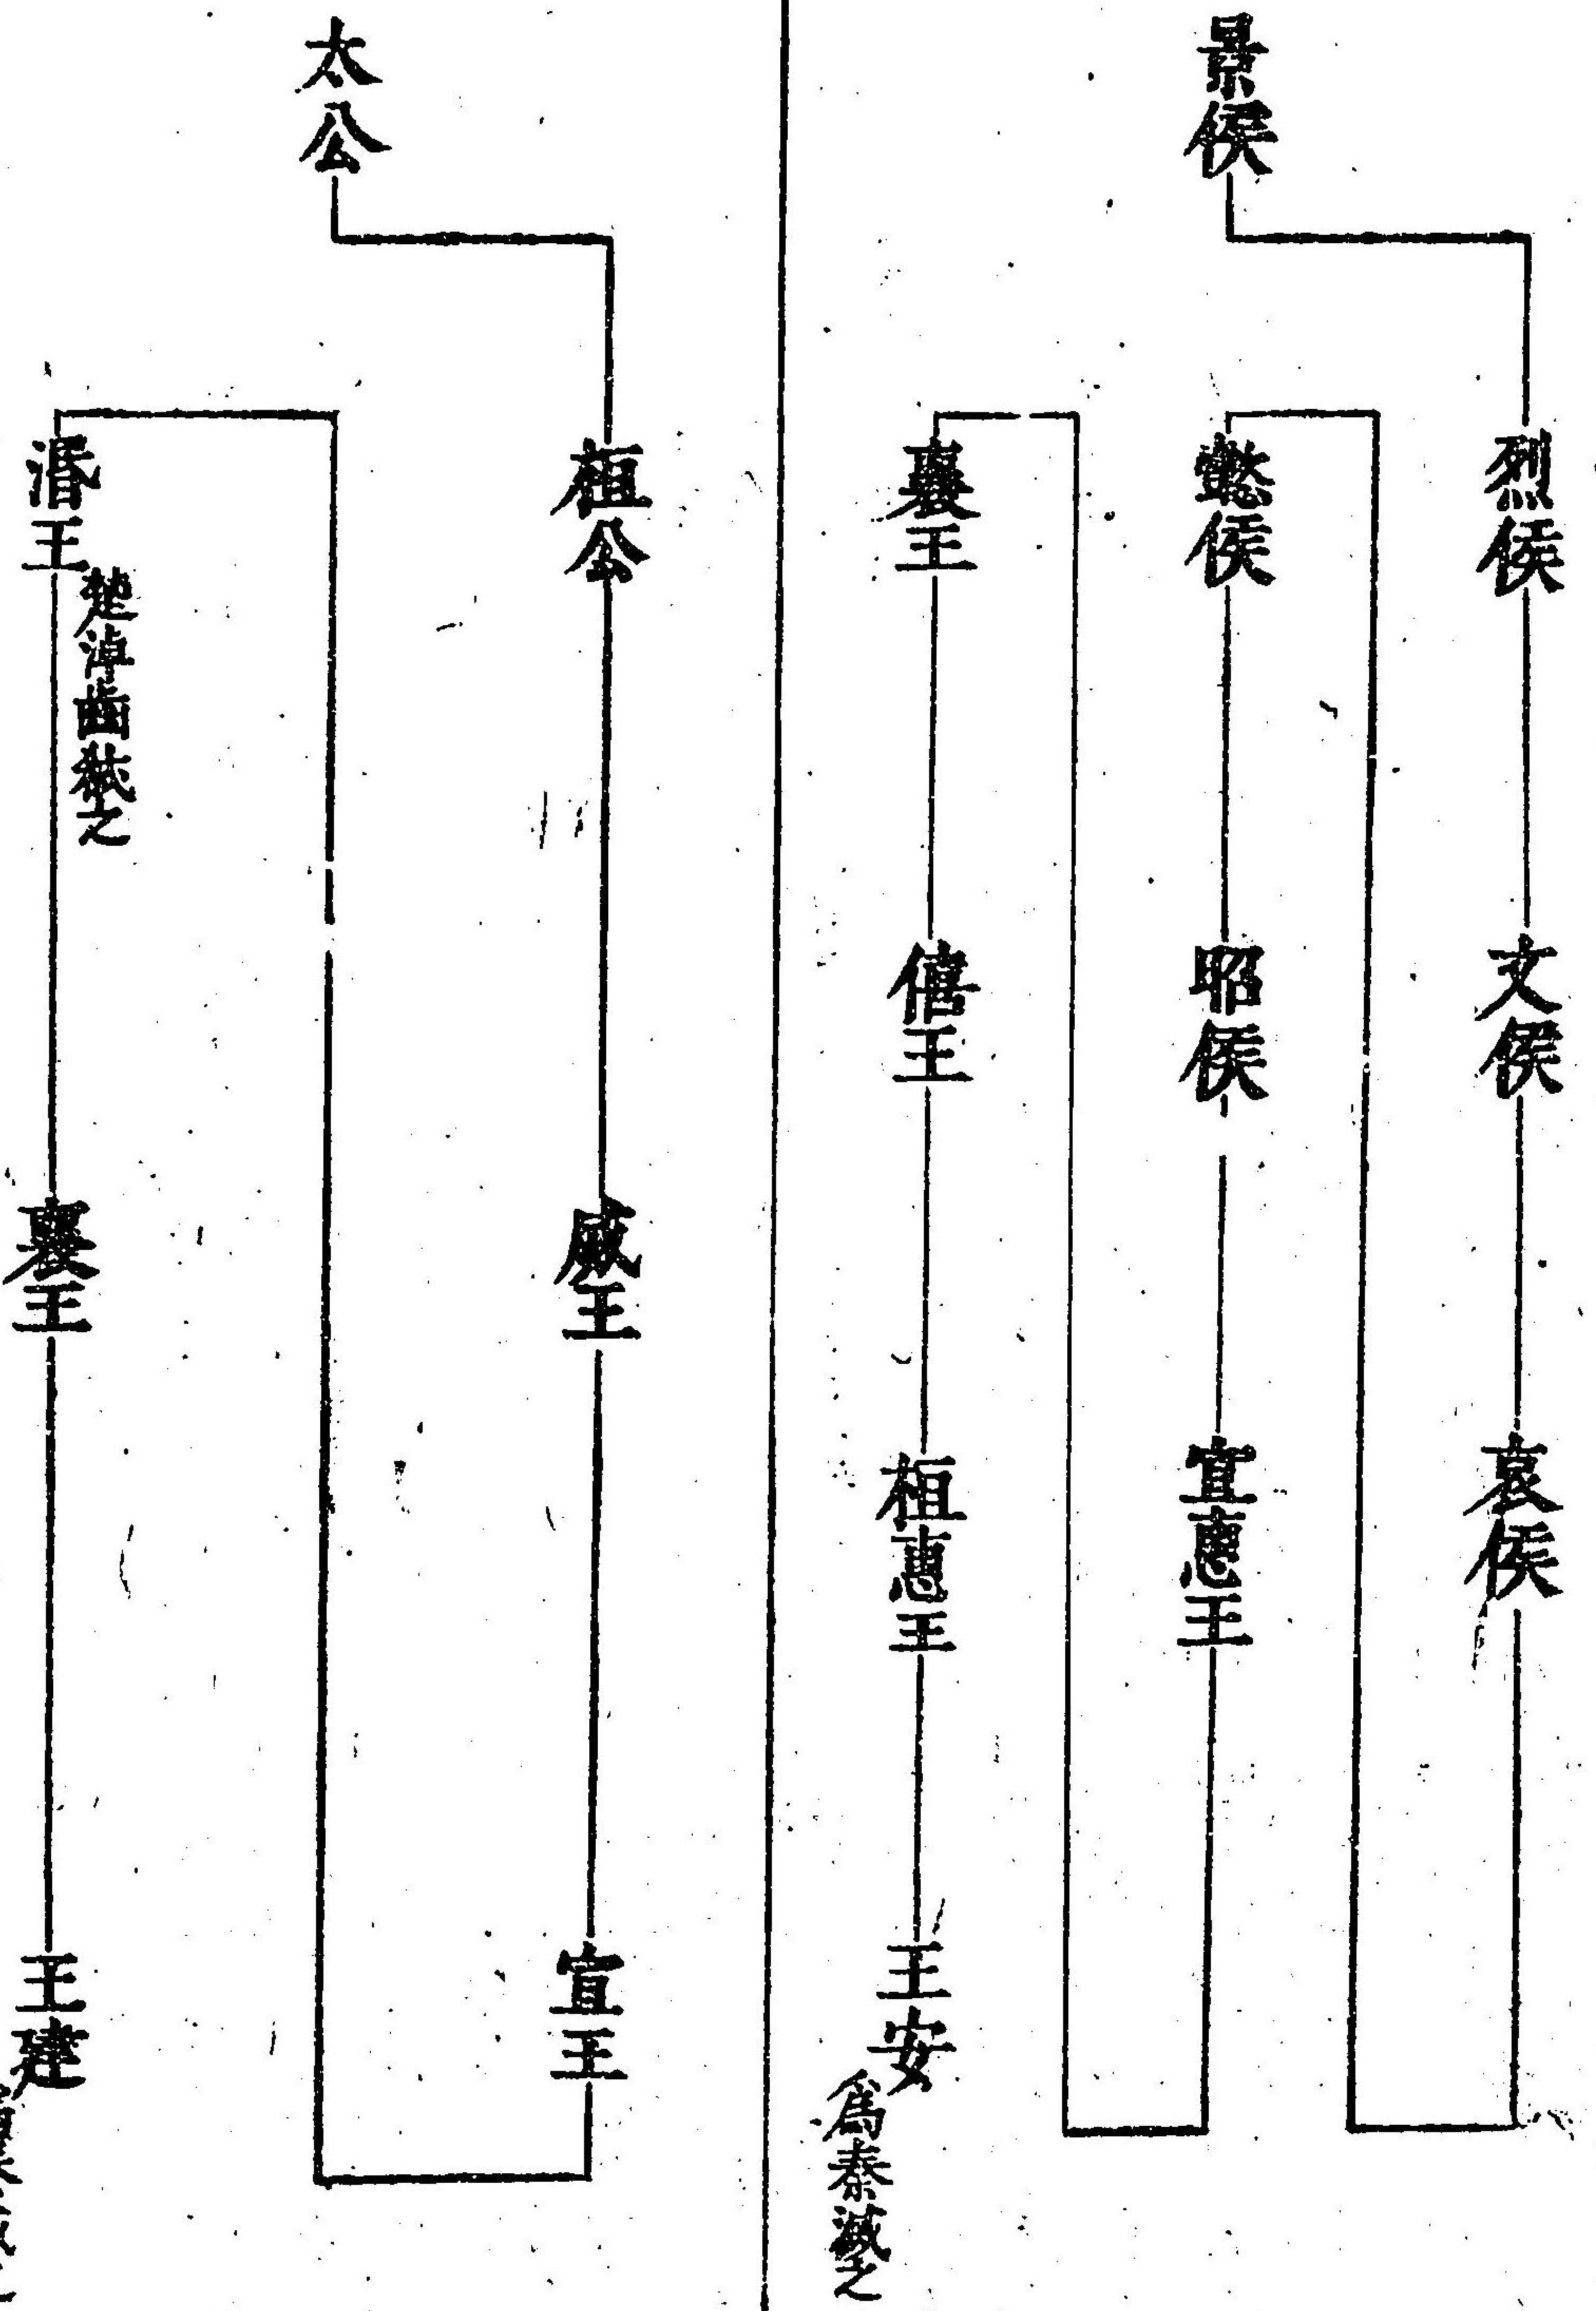 景侯
烈侯
文侯
哀侯
懿侯
昭侯
宣惠王
襄王
僖王
桓惠王
王安
為秦滅之
太公
桓公
威王
宣王
湣王
楚淖齒弒之
襄王
王建